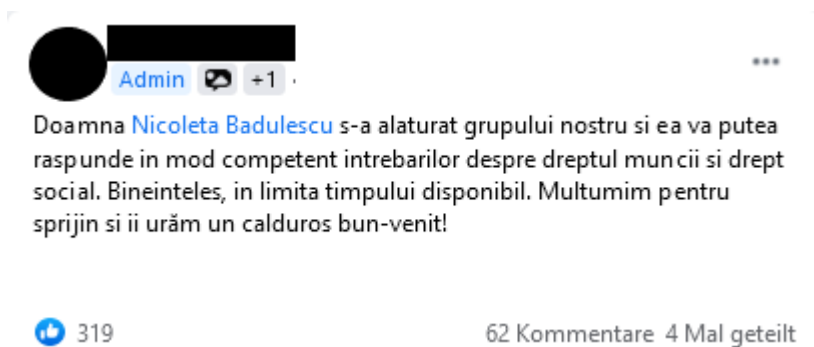 Admin +1 ·
Doamna Nicoleta Badulescu s-a alaturat grupului nostru si ea va putea
raspunde in mod competent intrebarilor despre dreptul muncii si drept
social. Bineinteles, in limita timpului disponibil. Multumim pentru
sprijin si ii urăm un calduros bun-venit!
319 62 Kommentare 4 Mal geteilt